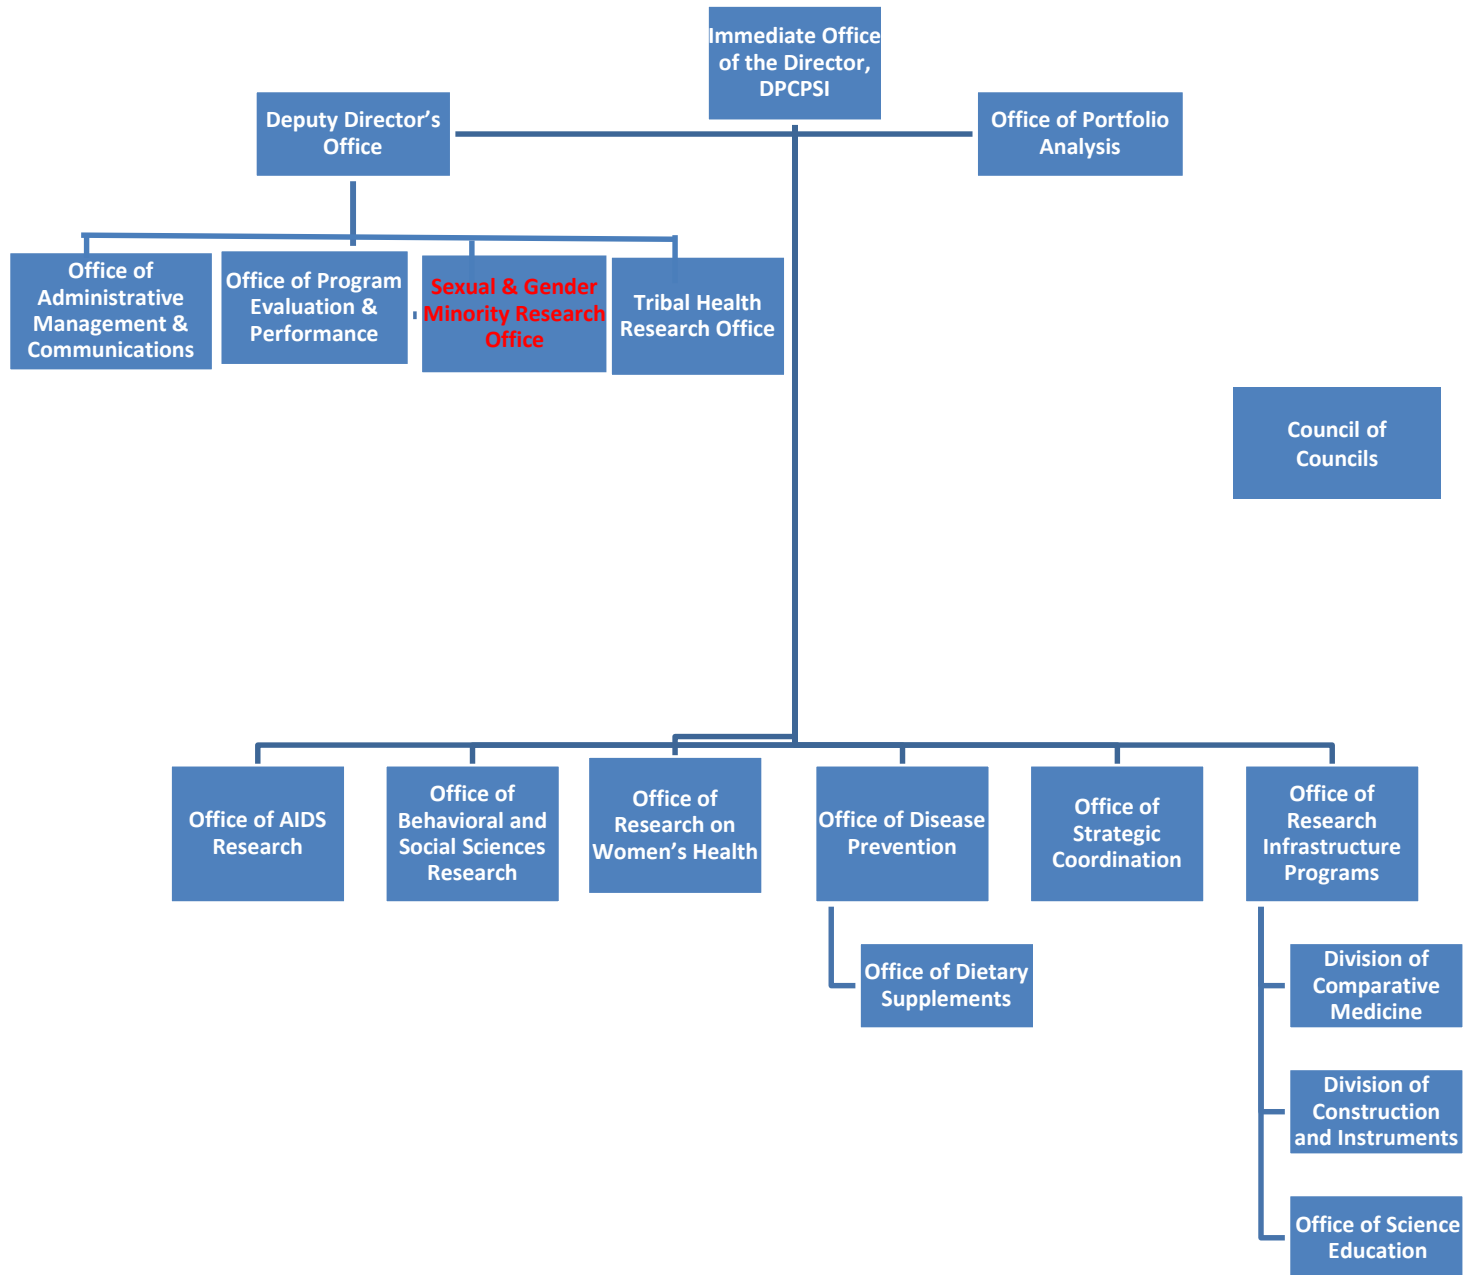 Immediate Office
of the Director,
DPCPSI
Deputy Director’s
Office
Office of Portfolio
Analysis
Office of
Administrative
Management &
Communications
Office of Program
Evaluation &
Performance
Sexual & Gender
Minority Research
Office
Tribal Health
Research Office
Council of
Councils
Office of AIDS
Research
Office of
Behavioral and
Social Sciences
Research
Office of
Research on
Women’s Health
Office of Disease
Prevention
Office of
Strategic
Coordination
Office of
Research
Infrastructure
Programs
Office of Dietary
Supplements
Division of
Comparative
Medicine
Division of
Construction
and Instruments
Office of Science
Education